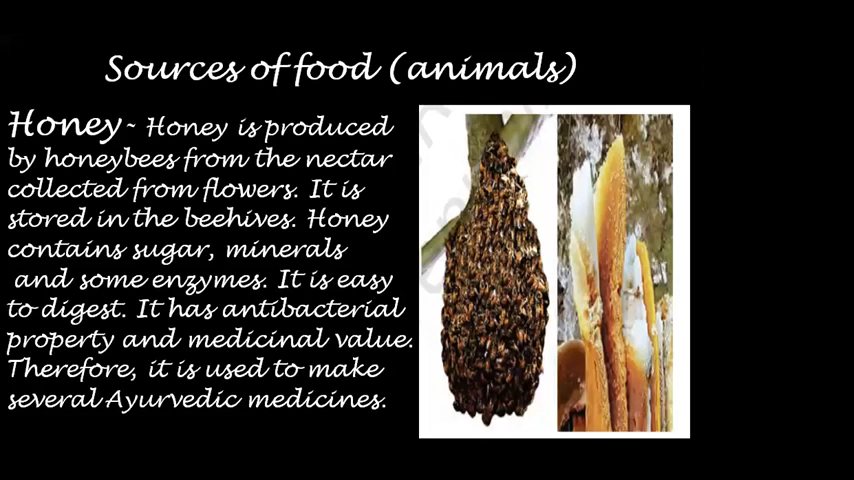 Sources of food (animals)
Honey- Honey is produced
by honeybees from the nectar
collected from flowers. It is
stored in the beehives. Honey
contains sugar, minerals
and some enzymes. It is easy
to digest. It has antibacterial
property and medicinal value.
Therefore, it is used to make
several Ayurvedic medicines.